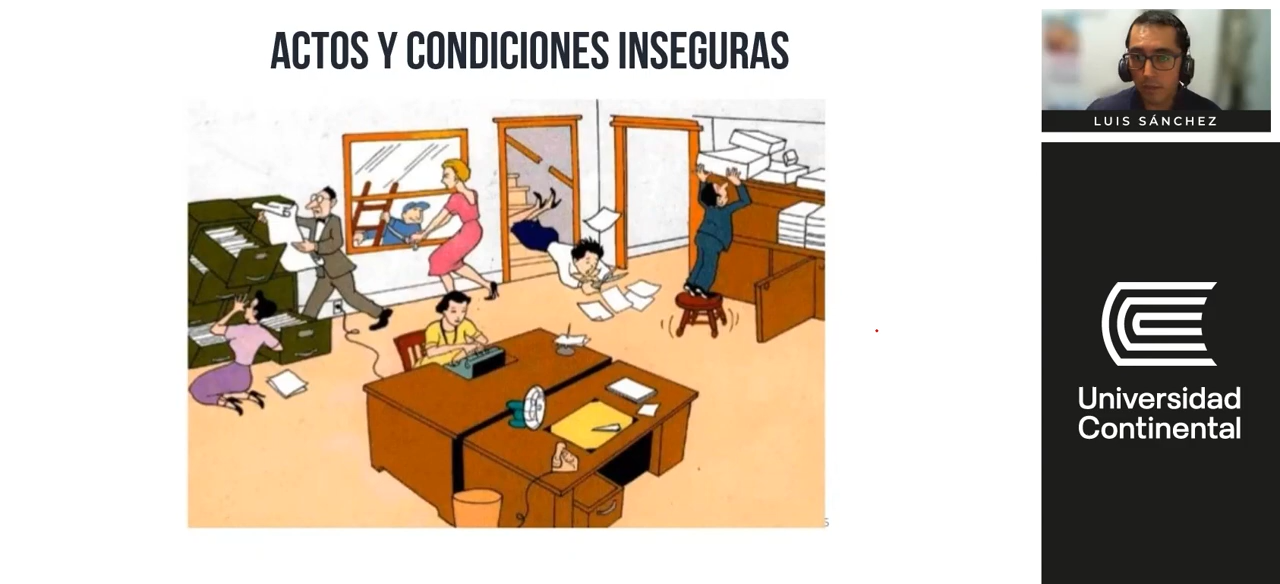 ACTOS Y CONDICIONES INSEGURAS
LUIS SÁNCHEZ
Universidad
Continental